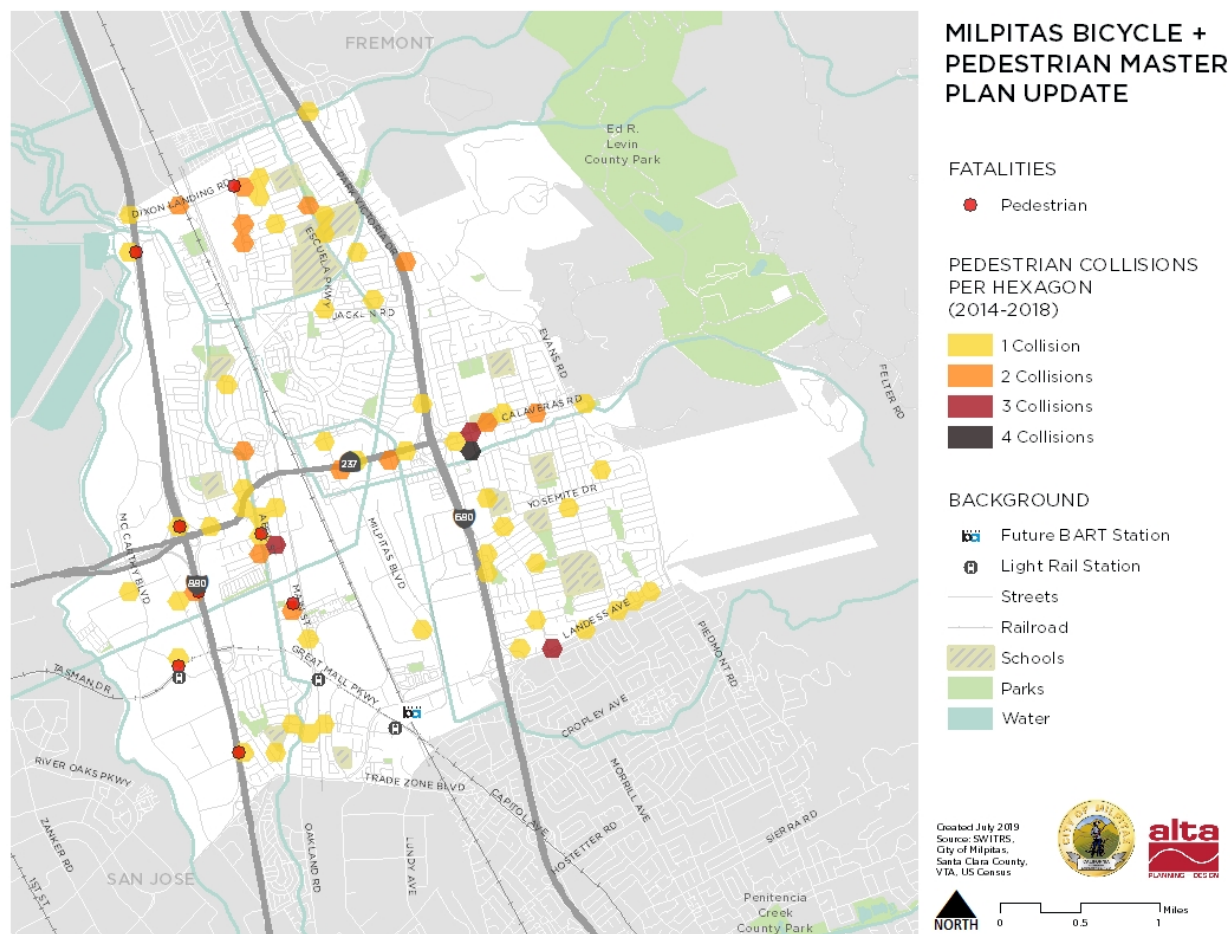 FREMONT
Ed R.
Levin
County Park
DIXON LANDING RD
PARK VICTORIA DR
ESCUELA PKWY
JACKLIN RD
EVANS RD
FELTER RD
CALAVERAS RD
237
YOSEMITE DR
680
MC CARTHY BLVD
MILPITAS BLVD
880
MAIN ST
LANDESS AVE
PIEDMONT RD
GREAT MALL PKWY
TASMAN DR
CROPLEY AVE
RIVER OAKS PKWY
TRADE ZONE BLVD
MORRILL AVE
CAPITOL AVE
ZANKER RD
SIERRA RD
HOSTETTER RD
OAKLAND RD
LUNDY AVE
1ST ST
SAN JOSE
Penitencia
Creek
County Park
MILPITAS BICYCLE +
PEDESTRIAN MASTER
PLAN UPDATE
FATALITIES
Pedestrian
PEDESTRIAN COLLISIONS
PER HEXAGON
(2014-2018)
1 Collision
2 Collisions
3 Collisions
4 Collisions
BACKGROUND
Future BART Station
Light Rail Station
Streets
Railroad
Schools
Parks
Water
Created July 2019
Source: SWITRS,
City of Milpitas,
Santa Clara County,
VTA, US Census
CITY OF MILPITAS
CALIFORNIA
alta
PLANNING + DESIGN
NORTH
0 0.5 1 Miles